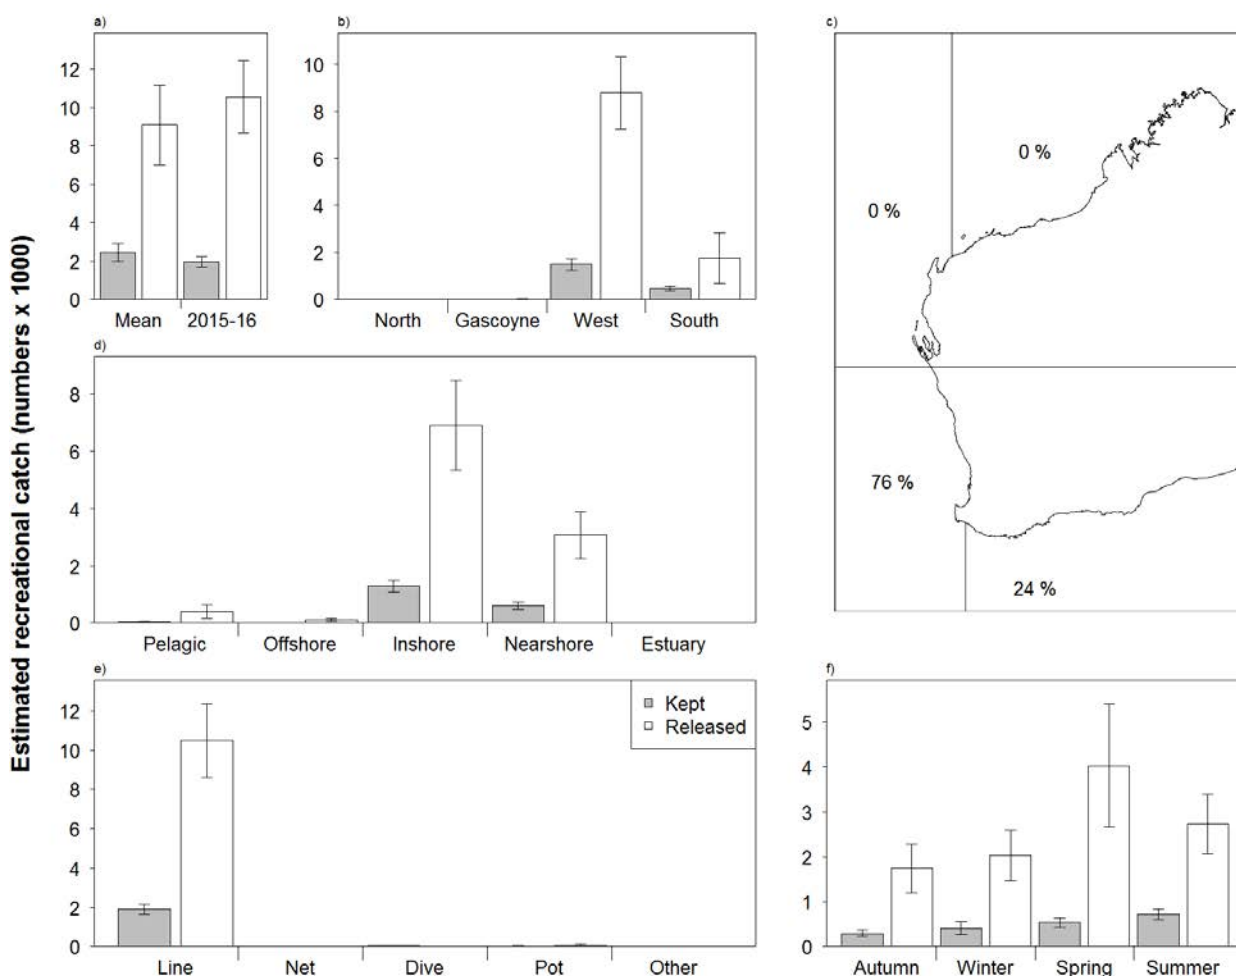 Estimated recreational catch (numbers x 1000)
a)
12
10
8
6
4
2
0
Mean 2015-16
b)
10
8
6
4
2
0
North Gascoyne West South
c)
0 %
0 %
76 %
24 %
d)
8
6
4
2
0
Pelagic Offshore Inshore Nearshore Estuary
e)
12
10
8
6
4
2
0
Kept
Released
Line Net Dive Pot Other
f)
5
4
3
2
1
0
Autumn Winter Spring Summer